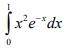 ∫₀¹ x²e⁻ˣdx